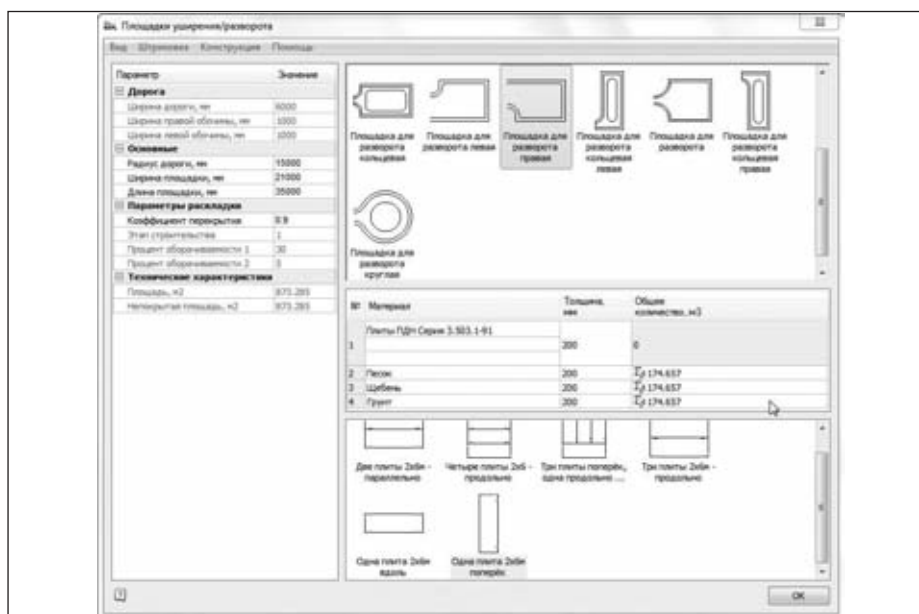 Площадки уширения/разворота
Вид Штриховка Конструкция Помощь
Параметр Значение
Дорога
Ширина дороги, мм 6000
Ширина правой обочины, мм 1000
Ширина левой обочины, мм 1000
Основные
Радиус дороги, мм 15000
Ширина площадки, мм 21000
Длина площадки, мм 35000
Параметры раскладки
Коэффициент перекрытия 0.9
Этап строительства 1
Процент оборачиваемости 1 30
Процент оборачиваемости 2 0
Технические характеристики
Площадь, м2 873.285
Непокрытая площадь, м2 873.285
Площадка для разворота кольцевая
Площадка для разворота левая
Площадка для разворота правая
Площадка для разворота кольцевая левая
Площадка для разворота
Площадка для разворота кольцевая правая
Площадка для разворота круглая
№ Материал Толщина, мм Общее количество, м3
1 Плиты ПДН Серия 3.503.1-91 200 0
2 Песок 200 174.657
3 Щебень 200 174.657
4 Грунт 200 174.657
Две плиты 2х6м - параллельно
Четыре плиты 2х6 - продольно
Три плиты поперёк, одна продольно ...
Три плиты 2х6м - продольно
Одна плита 2х6м вдоль
Одна плита 2х6м поперёк
OK